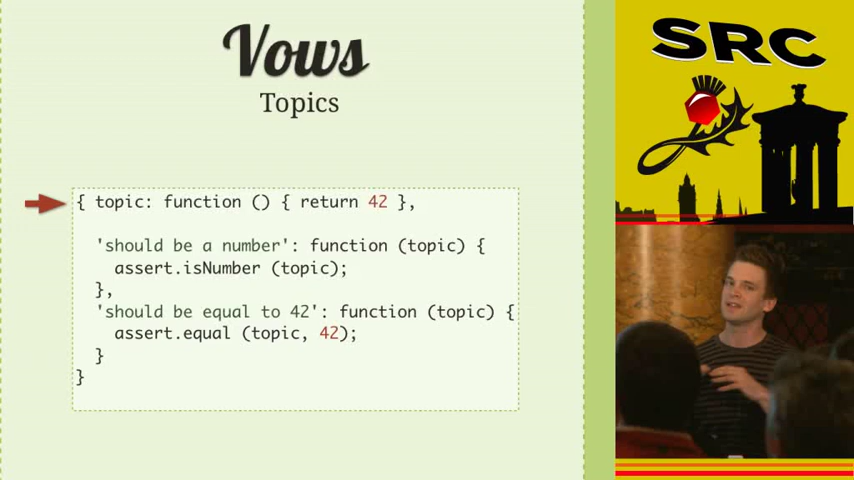 Vows
Topics
{ topic: function () { return 42 },
'should be a number': function (topic) {
assert.isNumber (topic);
},
'should be equal to 42': function (topic) {
assert.equal (topic, 42);
}
}
SRC